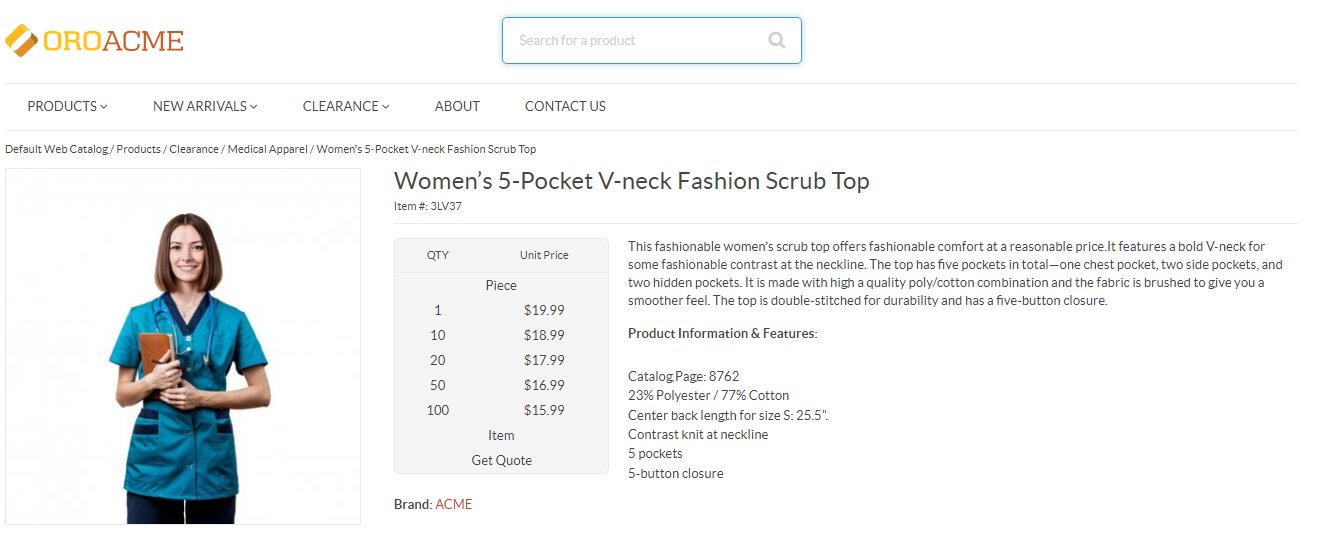 OROACME
Search for a product
PRODUCTS
NEW ARRIVALS
CLEARANCE
ABOUT
CONTACT US
Default Web Catalog / Products / Clearance / Medical Apparel / Women’s 5-Pocket V-neck Fashion Scrub Top
Women’s 5-Pocket V-neck Fashion Scrub Top
Item #: 3LV37
QTY Unit Price
Piece
1 $19.99
10 $18.99
20 $17.99
50 $16.99
100 $15.99
Item
Get Quote
Brand: ACME
This fashionable women’s scrub top offers fashionable comfort at a reasonable price.It features a bold V-neck for
some fashionable contrast at the neckline. The top has five pockets in total—one chest pocket, two side pockets, and
two hidden pockets. It is made with high a quality poly/cotton combination and the fabric is brushed to give you a
smoother feel. The top is double-stitched for durability and has a five-button closure.
Product Information & Features:
Catalog Page: 8762
23% Polyester / 77% Cotton
Center back length for size S: 25.5”.
Contrast knit at neckline
5 pockets
5-button closure